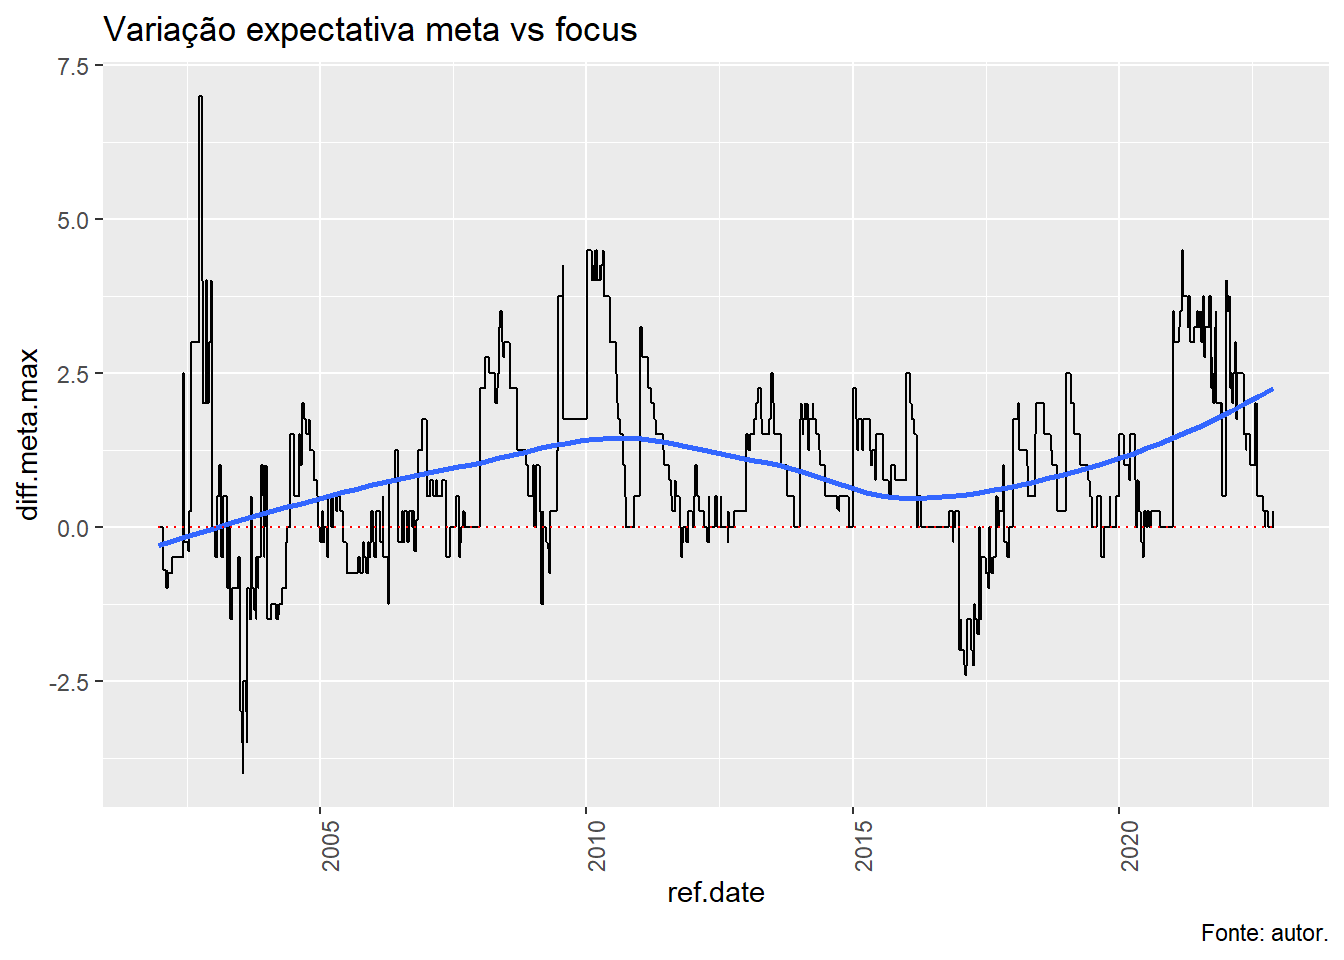 Variação expectativa meta vs focus
7.5
5.0
2.5
0.0
-2.5
diff.meta.max
2005
2010
2015
2020
ref.date
Fonte: autor.